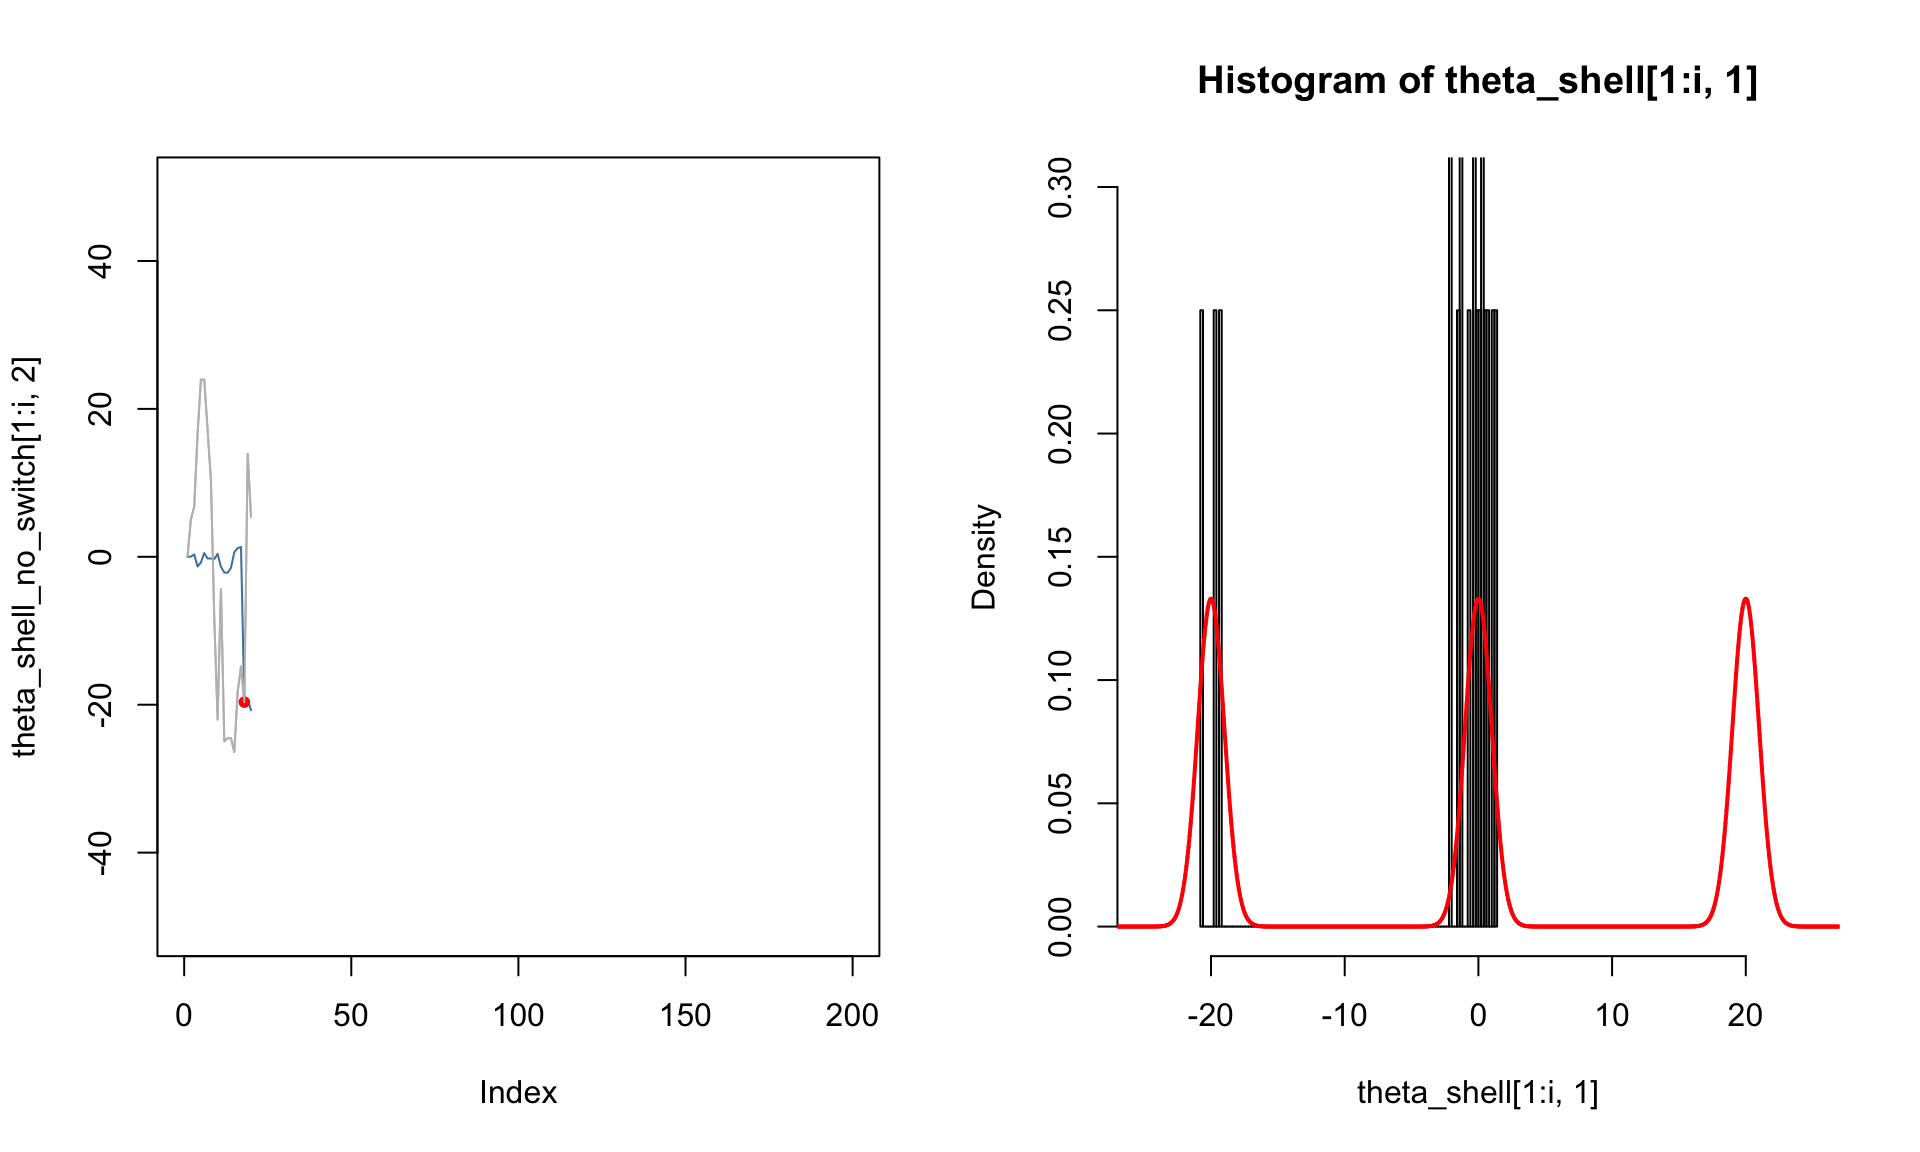 theta_shell_no_switch[1:i, 2]
40
20
0
-20
-40
0 50 100 150 200
Index
Histogram of theta_shell[1:i, 1]
Density
0.30
0.25
0.20
0.15
0.10
0.05
0.00
-20 -10 0 10 20
theta_shell[1:i, 1]